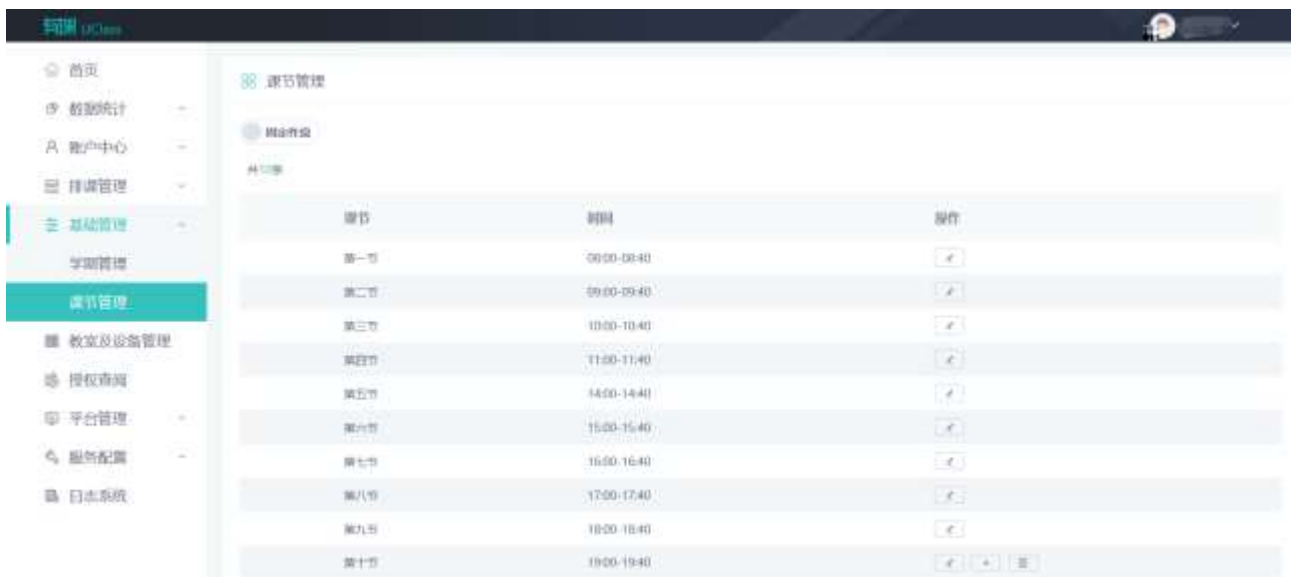 UClass
首页
课节管理
数据统计
账户中心
排课管理
基础管理
学期管理
课节管理
教室及设备管理
授权查阅
平台管理
服务配置
日志系统
课节 时间 操作
第一节 08:00-08:40
第二节 09:00-09:40
第三节 10:00-10:40
第四节 11:00-11:40
第五节 14:00-14:40
第六节 15:00-15:40
第七节 16:00-16:40
第八节 17:00-17:40
第九节 18:00-18:40
第十节 19:00-19:40